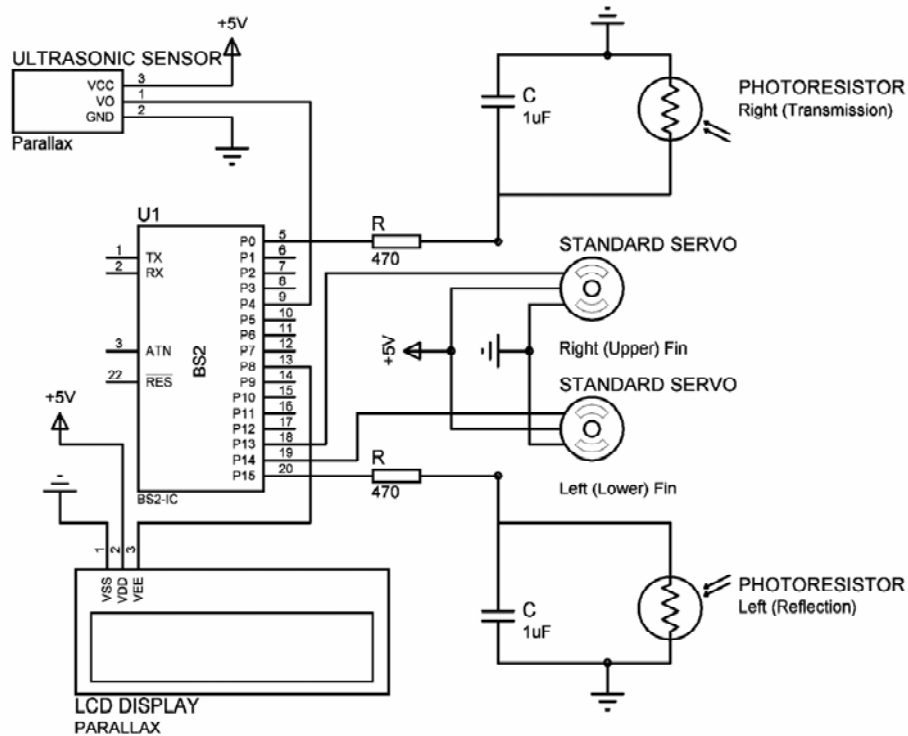 +5V
ULTRASONIC SENSOR
VCC 3
VO 1
GND 2
Parallax
C
1uF
PHOTORESISTOR
Right (Transmission)
U1
1 TX
2 RX
3 ATN
22 RES
BS2
P0 5
P1 6
P2 7
P3 8
P4 9
P5 10
P6 11
P7 12
P8 13
P9 14
P10 15
P11 16
P12 17
P13 18
P14 19
P15 20
BS2-IC
R
470
STANDARD SERVO
Right (Upper) Fin
+5V
STANDARD SERVO
Left (Lower) Fin
R
470
+5V
1 2 3
VSS VDD VEE
LCD DISPLAY
PARALLAX
C
1uF
PHOTORESISTOR
Left (Reflection)